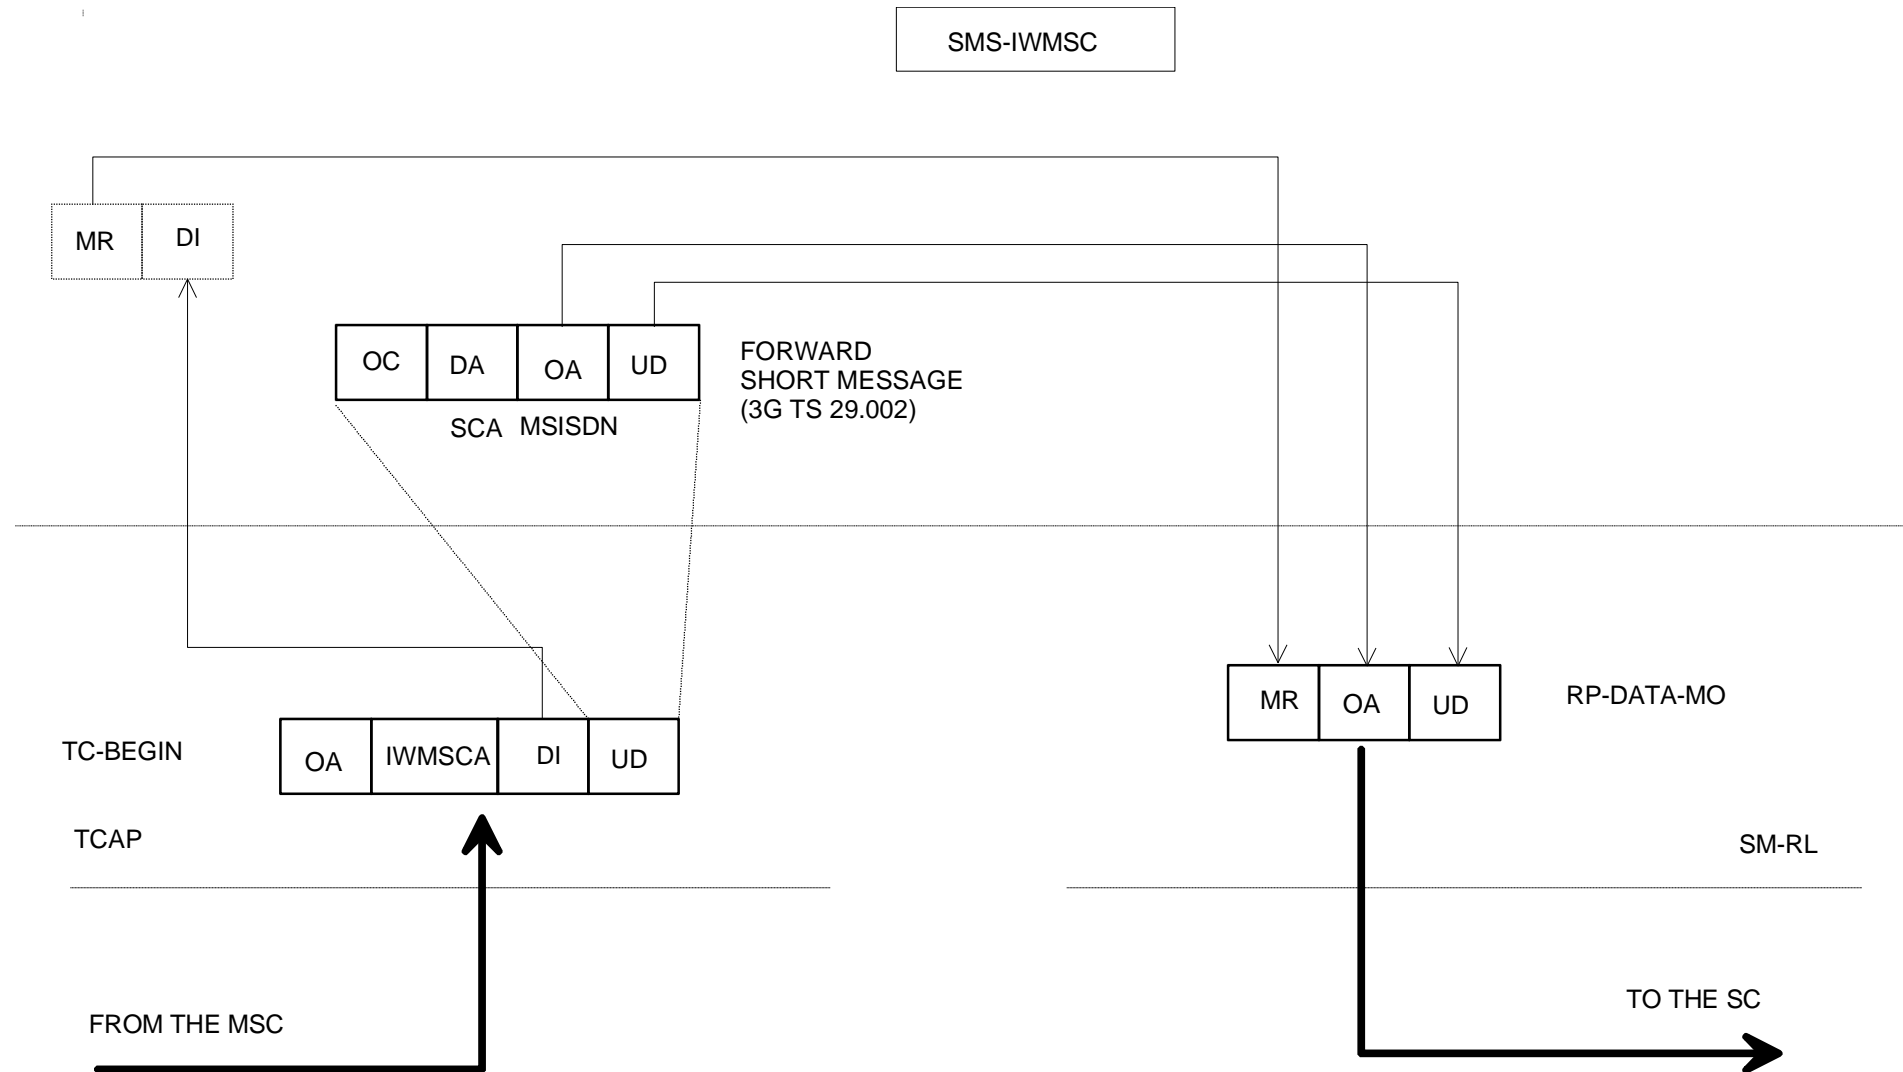 SMS-IWMSC
MR DI
OC DA OA UD
FORWARD
SHORT MESSAGE
(3G TS 29.002)
SCA MSISDN
MR OA UD
RP-DATA-MO
TC-BEGIN
OA IWMSCA DI UD
TCAP
SM-RL
TO THE SC
FROM THE MSC